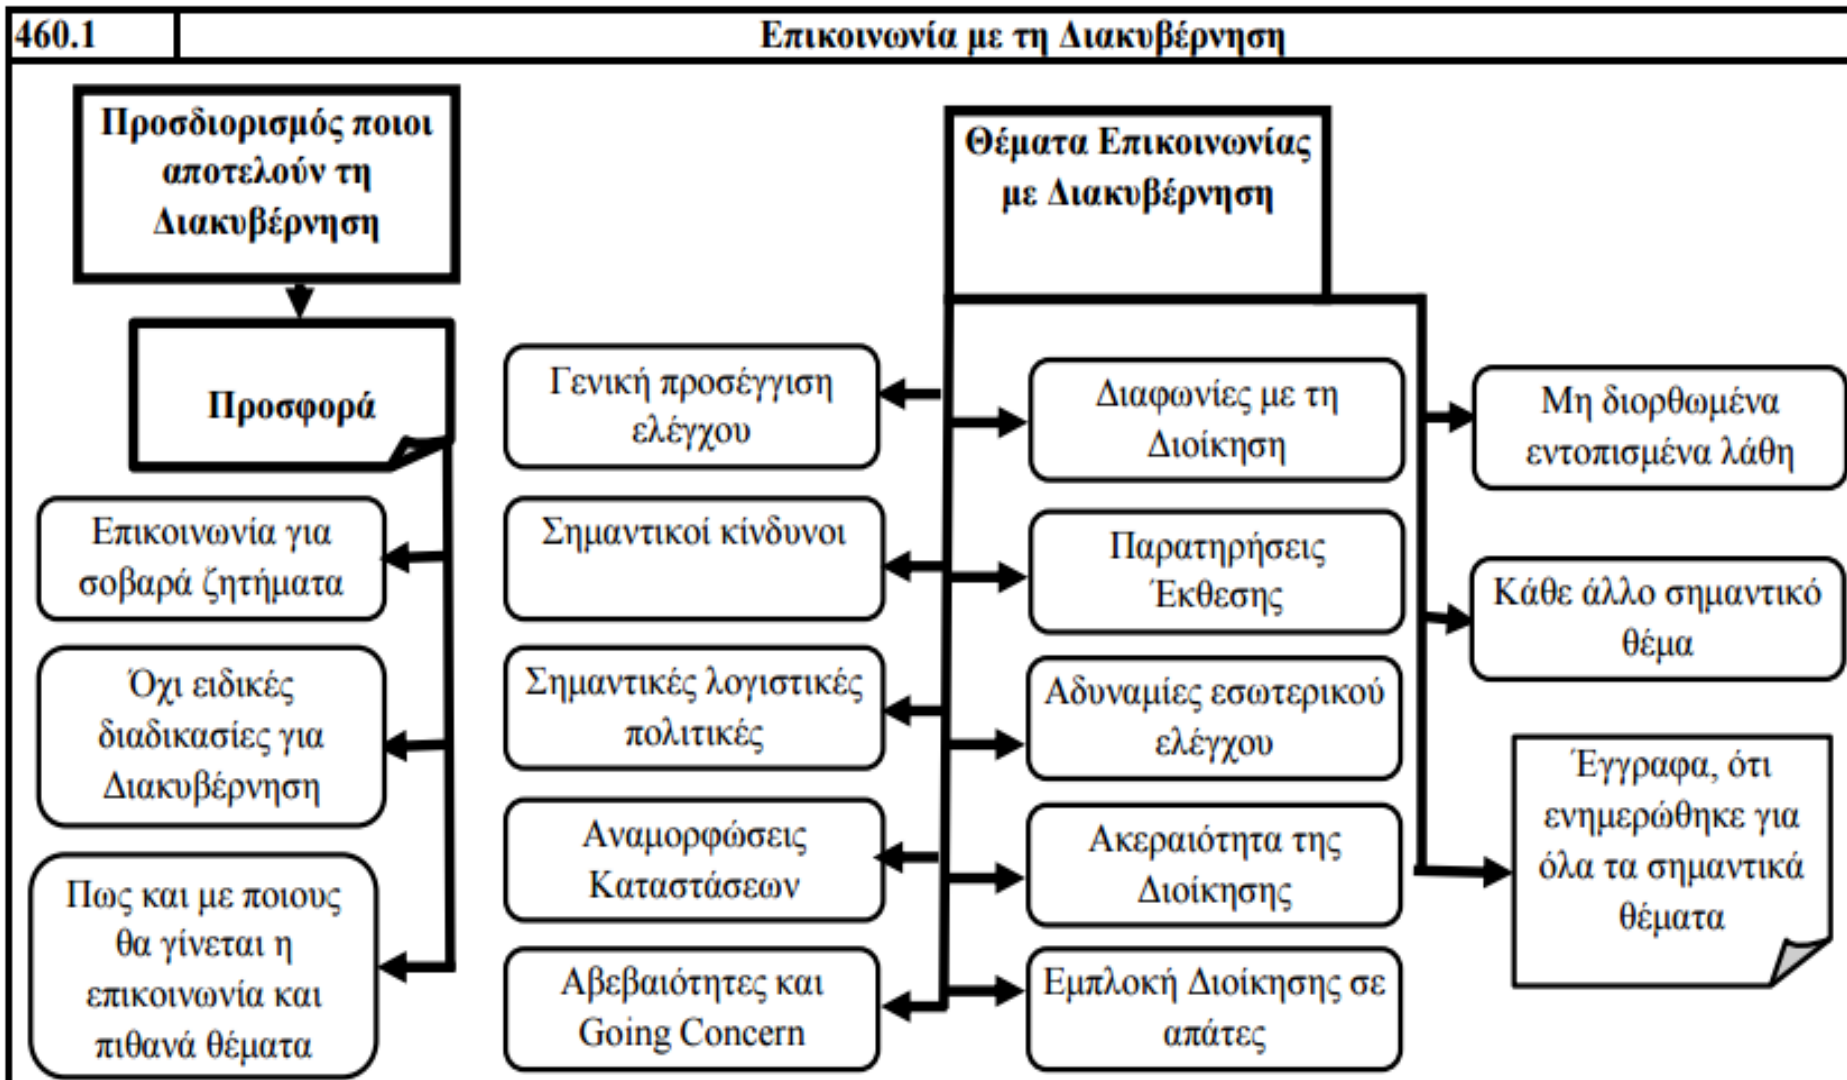 460.1
Επικοινωνία με τη Διακυβέρνηση
Προσδιορισμός ποιοι
αποτελούν τη
Διακυβέρνηση
Προσφορά
Επικοινωνία για
σοβαρά ζητήματα
Όχι ειδικές
διαδικασίες για
Διακυβέρνηση
Πως και με ποιους
θα γίνεται η
επικοινωνία και
πιθανά θέματα
Θέματα Επικοινωνίας
με Διακυβέρνηση
Γενική προσέγγιση
ελέγχου
Σημαντικοί κίνδυνοι
Σημαντικές λογιστικές
πολιτικές
Αναμορφώσεις
Καταστάσεων
Αβεβαιότητες και
Going Concern
Διαφωνίες με τη
Διοίκηση
Παρατηρήσεις
Έκθεσης
Αδυναμίες εσωτερικού
ελέγχου
Ακεραιότητα της
Διοίκησης
Εμπλοκή Διοίκησης σε
απάτες
Μη διορθωμένα
εντοπισμένα λάθη
Κάθε άλλο σημαντικό
θέμα
Έγγραφα, ότι
ενημερώθηκε για
όλα τα σημαντικά
θέματα